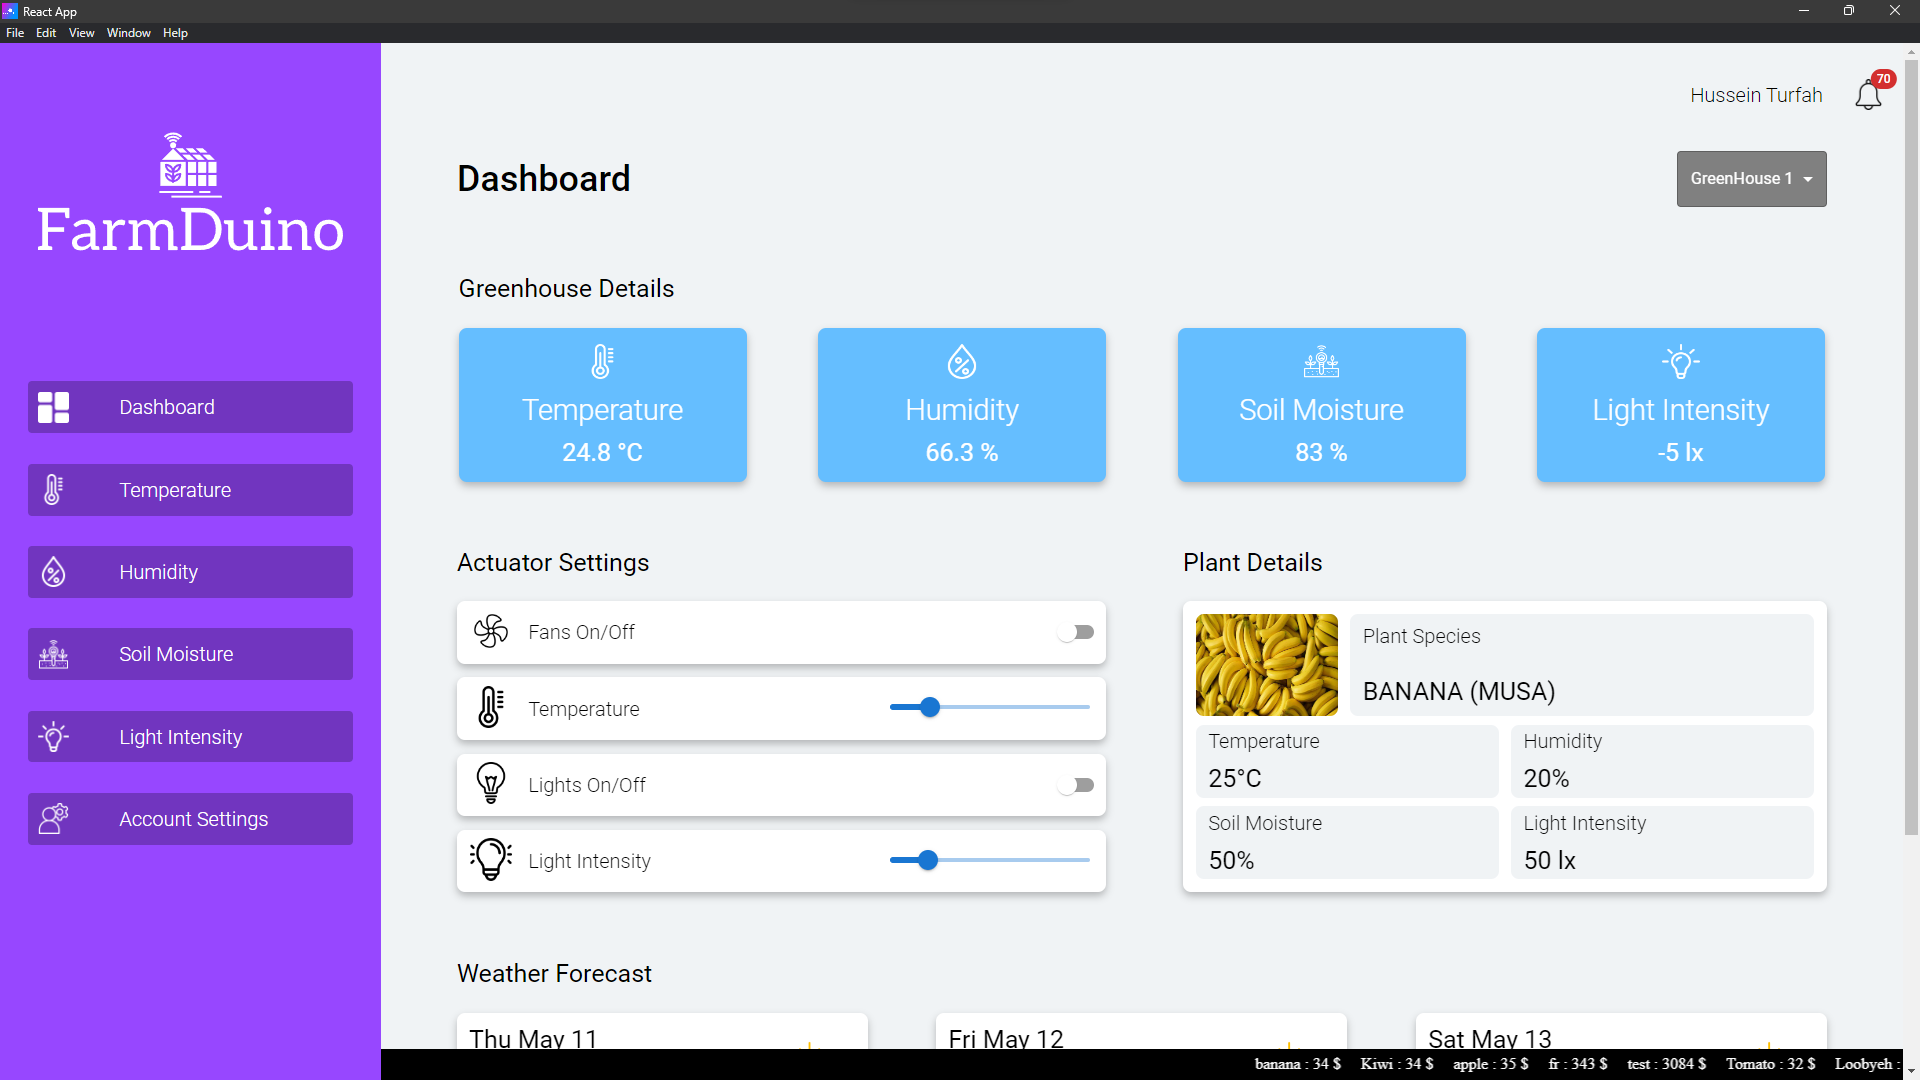 React App
File Edit View Window Help
Hussein Turfah
70
FarmDuino
Dashboard
Temperature
Humidity
Soil Moisture
Light Intensity
Account Settings
Dashboard
GreenHouse 1
Greenhouse Details
Temperature
24.8 °C
Humidity
66.3 %
Soil Moisture
83 %
Light Intensity
-5 lx
Actuator Settings
Fans On/Off
Temperature
Lights On/Off
Light Intensity
Plant Details
Plant Species
BANANA (MUSA)
Temperature
25°C
Humidity
20%
Soil Moisture
50%
Light Intensity
50 lx
Weather Forecast
Thu May 11
Fri May 12
Sat May 13
banana : 34 $ Kiwi : 34 $ apple : 35 $ fr : 343 $ test : 3084 $ Tomato : 32 $ Loobyeh :